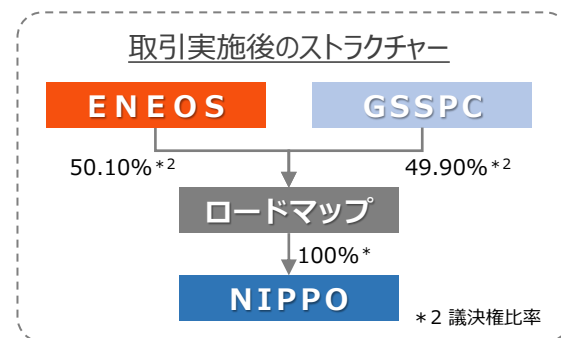 取引実施後のストラクチャー
ENEOS
GSSPC
50.10%*2
49.90%*2
ロードマップ
100%*
NIPPO
*2 議決権比率